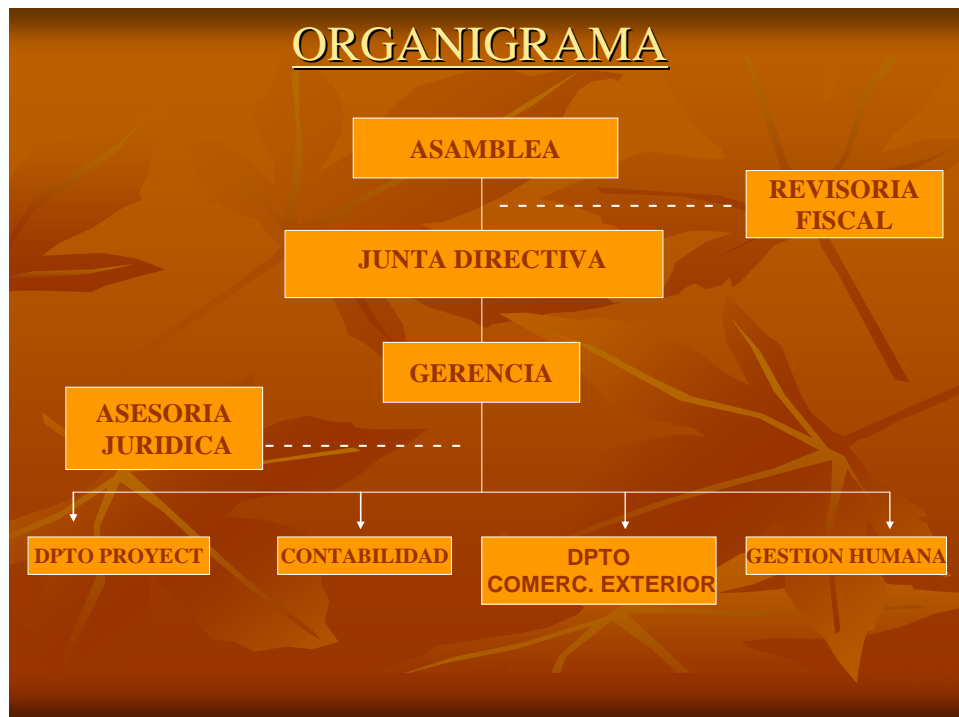 ORGANIGRAMA
ASAMBLEA
REVISORIA
FISCAL
JUNTA DIRECTIVA
GERENCIA
ASESORIA
JURIDICA
DPTO PROYECT
CONTABILIDAD
DPTO
COMERC. EXTERIOR
GESTION HUMANA